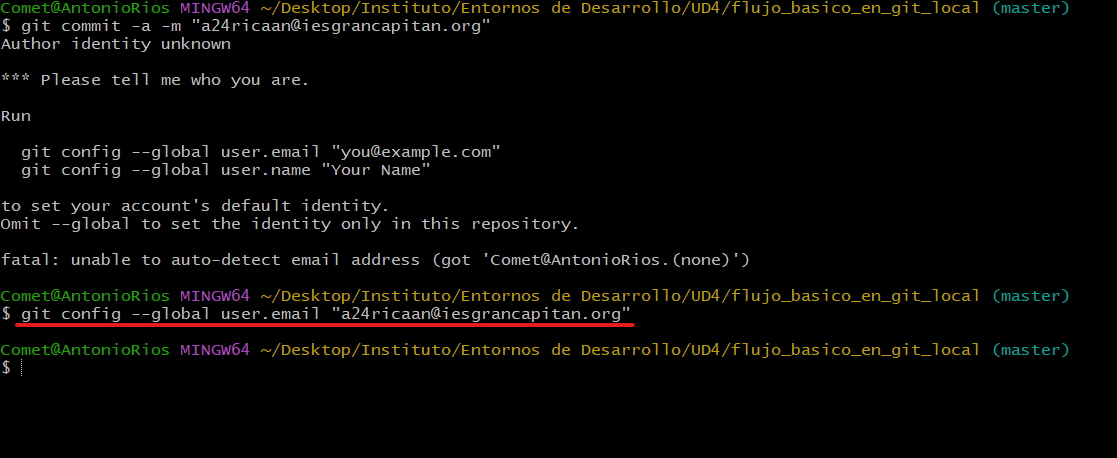 Comet@AntonioRios MINGW64 ~/Desktop/Instituto/Entornos de Desarrollo/UD4/flujo_basico_en_git_local (master)
$ git commit -a -m "a24ricaan@iesgrancapitan.org"
Author identity unknown
*** Please tell me who you are.
Run
git config --global user.email "you@example.com"
git config --global user.name "Your Name"
to set your account's default identity.
Omit --global to set the identity only in this repository.
fatal: unable to auto-detect email address (got 'Comet@AntonioRios.(none)')
Comet@AntonioRios MINGW64 ~/Desktop/Instituto/Entornos de Desarrollo/UD4/flujo_basico_en_git_local (master)
$ git config --global user.email "a24ricaan@iesgrancapitan.org"
Comet@AntonioRios MINGW64 ~/Desktop/Instituto/Entornos de Desarrollo/UD4/flujo_basico_en_git_local (master)
$